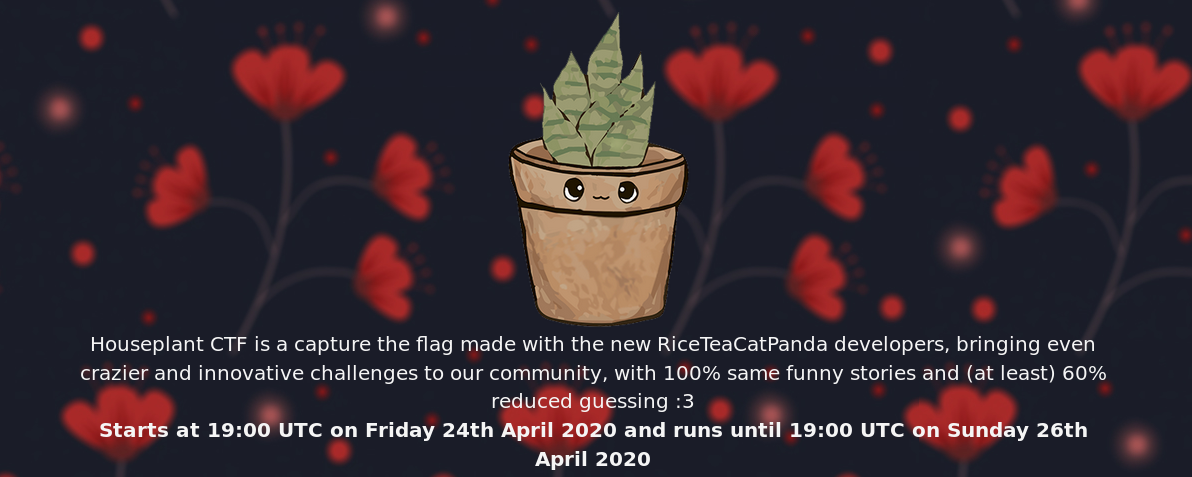 Houseplant CTF is a capture the flag made with the new RiceTeaCatPanda developers, bringing even
crazier and innovative challenges to our community, with 100% same funny stories and (at least) 60%
reduced guessing :3
Starts at 19:00 UTC on Friday 24th April 2020 and runs until 19:00 UTC on Sunday 26th
April 2020